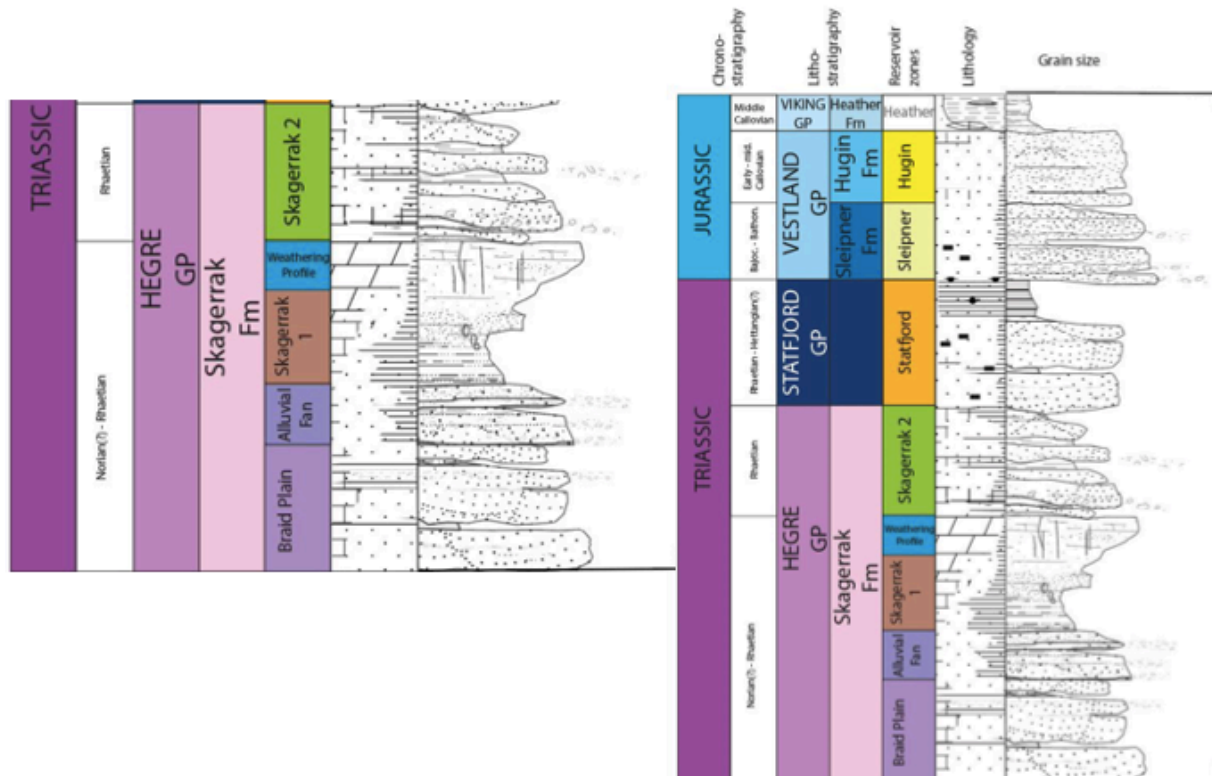 TRIASSIC
Rhaetian
Norian(?) - Rhaetian
HEGRE
GP
Skagerrak
Fm
Skagerrak 2
Weathering
Profile
Skagerrak
1
Alluvial
Fan
Braid Plain
Chrono-
stratigraphy
Litho-
stratigraphy
Reservoir
zones
Lithology
Grain size
JURASSIC
TRIASSIC
Middle
Callovian
Early - mid.
Callovian
Bajoc. - Bathon.
Rhaetian - Hettangian(?)
Rhaetian
Norian(?) - Rhaetian
VIKING
GP
VESTLAND
GP
STATFJORD
GP
HEGRE
GP
Heather
Fm
Hugin
Fm
Sleipner
Fm
Skagerrak
Fm
Heather
Hugin
Sleipner
Statfjord
Skagerrak 2
Weathering
Profile
Skagerrak
1
Alluvial
Fan
Braid Plain